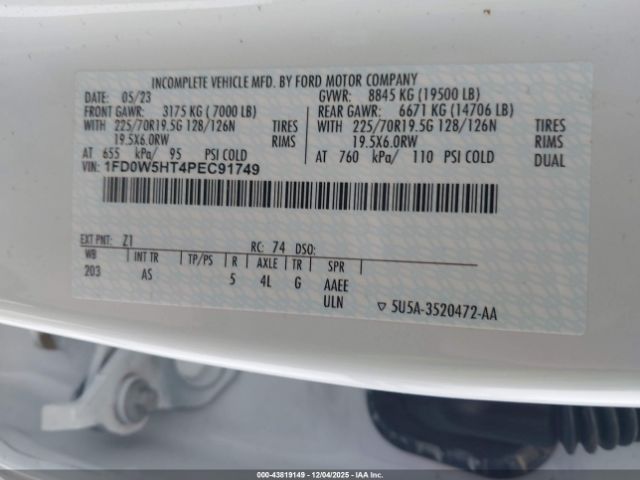 INCOMPLETE VEHICLE MFD. BY FORD MOTOR COMPANY
DATE: 05/23 GVWR: 8845 KG (19500 LB)
FRONT GAWR: 3175 KG ( 7000 LB) REAR GAWR: 6671 KG (14706 LB)
WITH 225/70R19.5G 128/126N TIRES WITH 225/70R19.5G 128/126N TIRES
19.5X6.0RW RIMS 19.5X6.0RW RIMS
AT 655 kPa/ 95 PSI COLD AT 760 kPa/ 110 PSI COLD DUAL
VIN: 1FD0W5HT4PEC91749
EXT PNT: Z1 RC: 74 DSO:
WB INT TR TP/PS R AXLE TR SPR
203 AS 5 4L G AAEE
ULN ▽ 5U5A-3520472-AA
000-43819149 - 12/04/2025 - IAA, Inc.